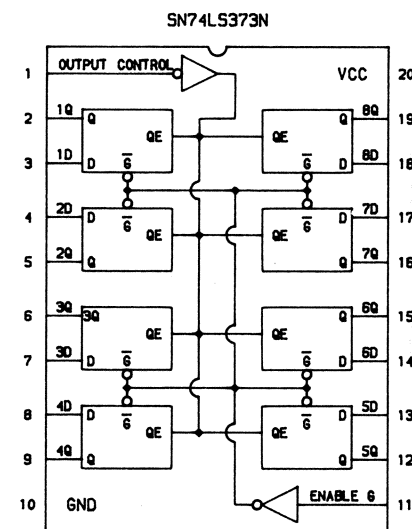 SN74LS373N
1 OUTPUT CONTROL VCC 20
2 1Q Q QE QE Q 8Q 19
3 1D D G G D 8D 18
4 2D D G G D 7D 17
5 2Q Q QE QE Q 7Q 16
6 3Q 3Q QE QE Q 6Q 15
7 3D D G G D 6D 14
8 4D D G G D 5D 13
9 4Q Q QE QE Q 5Q 12
10 GND ENABLE G 11